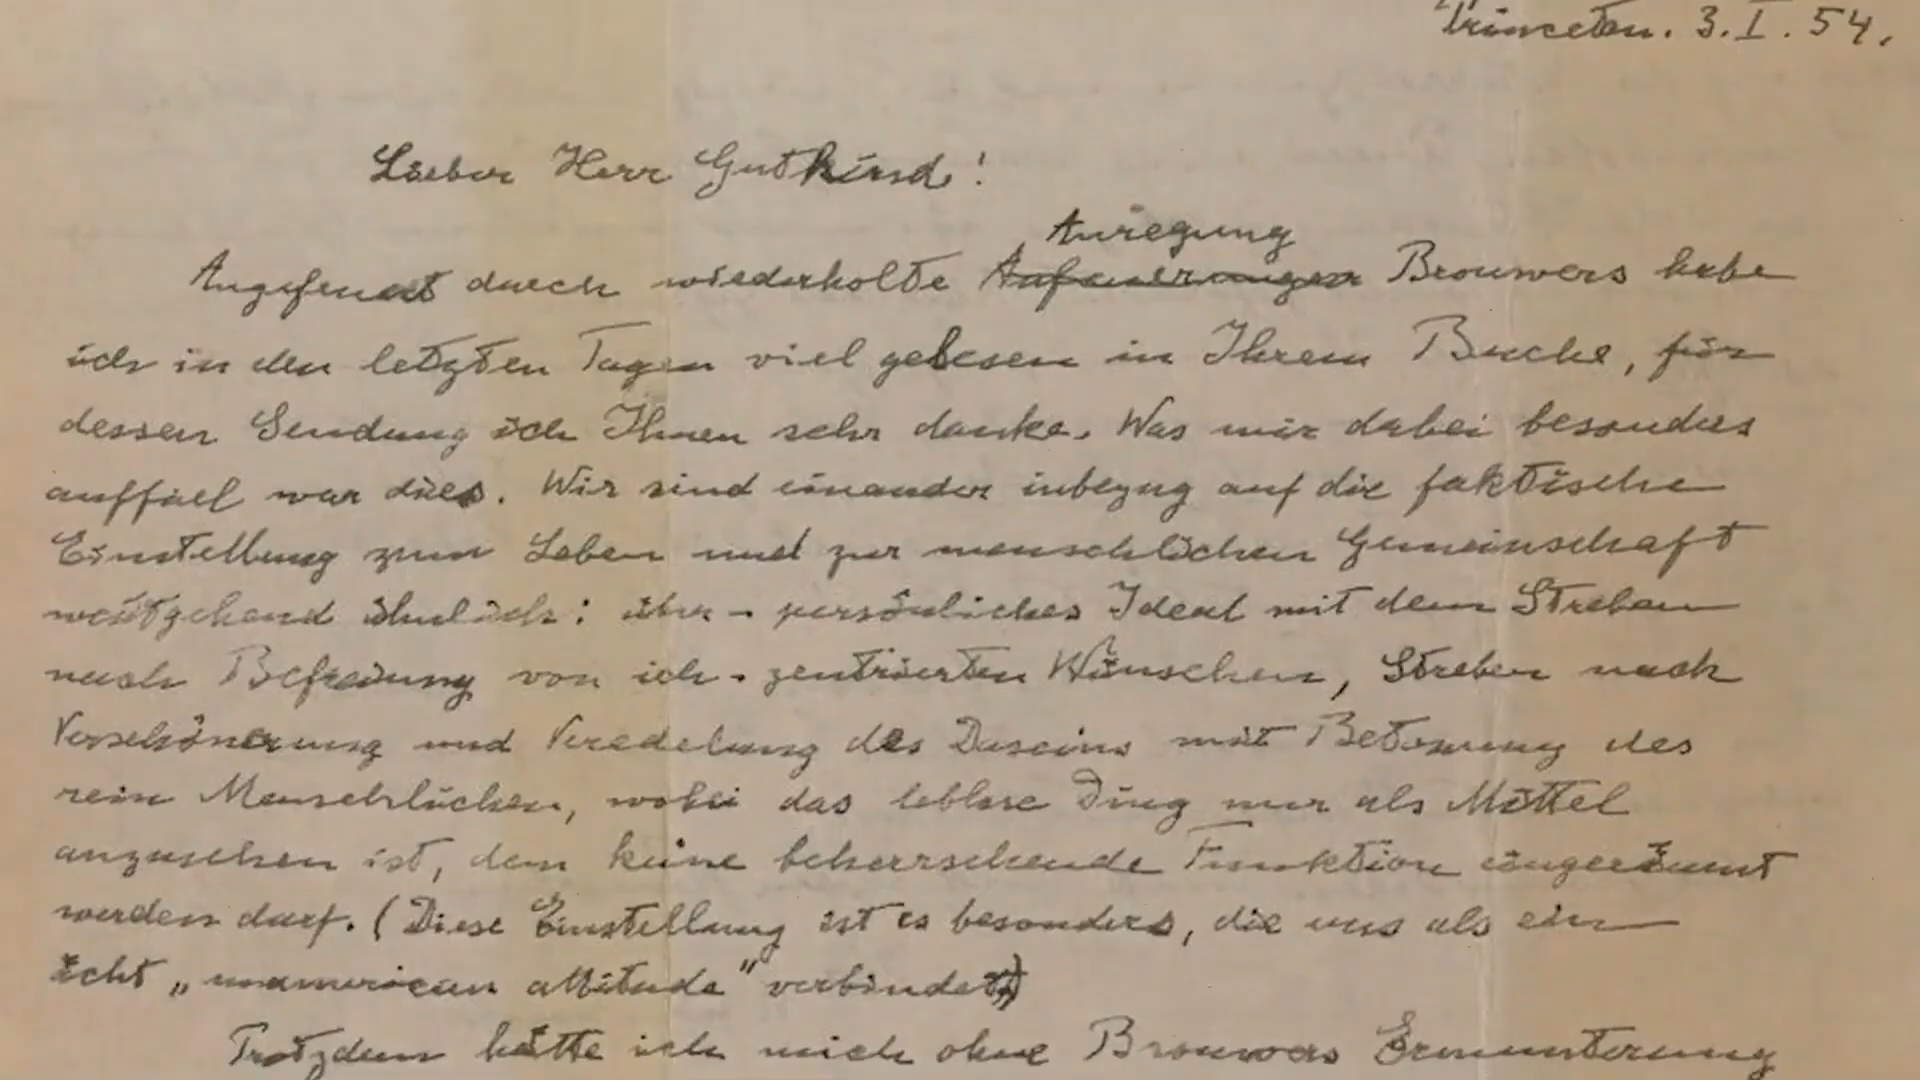 Princeton. 3. I. 54.
Lieber Herr Gutkind!
Anregung
Angefeuert durch wiederholte Anfeuerungen Brouwers habe
ich in den letzten Tagen viel gelesen in Ihrem Buche, für
dessen Sendung ich Ihnen sehr danke. Was mir dabei besonders
auffiel war dies. Wir sind einander inbezug auf die faktische
Einstellung zum Leben und zur menschlichen Gemeinschaft
weitgehend ähnlich: über-persönliches Ideal mit dem Streben
nach Befreiung von ich-zentrierten Wünschen, Streben nach
Verschönerung und Veredelung des Daseins mit Betonung des
rein Menschlichen, wobei das leblose Ding nur als Mittel
anzusehen ist, dem keine beherrschende Funktion eingeräumt
werden darf. (Diese Einstellung ist es besonders, die uns als ein
ächt „unamerican attitude" verbindet)
Trotzdem hätte ich mich ohne Brouwers Ermunterung